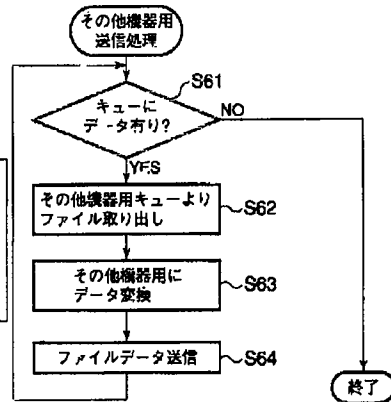 その他機器用
送信処理
S61
キューに
データ有り?
NO
YES
その他機器用キューより
ファイル取り出し
S62
その他機器用に
データ変換
S63
ファイルデータ送信
S64
終了